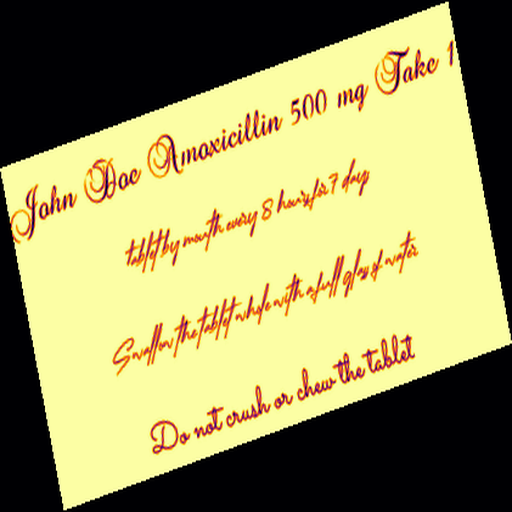 John Doe Amoxicillin 500 mg Take 1
tablet by mouth every 8 hours for 7 days
Swallow the tablet whole with a full glass of water
Do not crush or chew the tablet